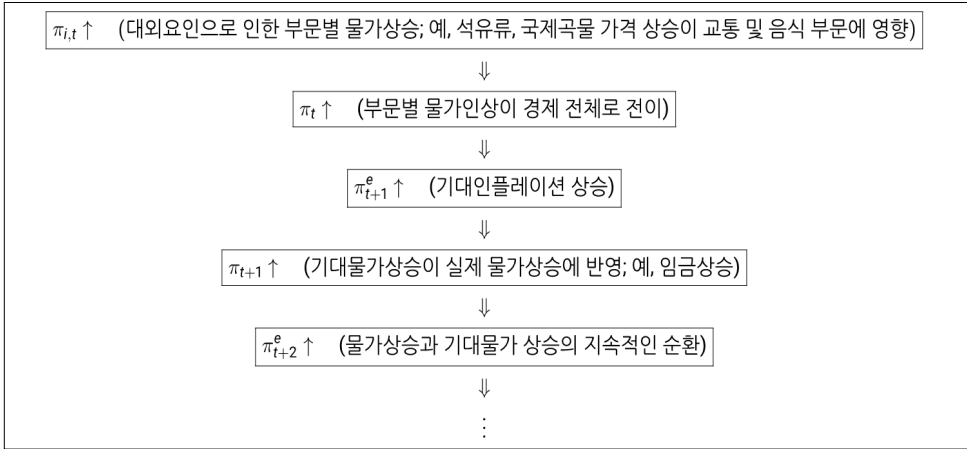 π_{i,t} ↑ (대외요인으로 인한 부문별 물가상승; 예, 석유류, 국제곡물 가격 상승이 교통 및 음식 부문에 영향)
⇓
π_t ↑ (부문별 물가인상이 경제 전체로 전이)
⇓
π^e_{t+1} ↑ (기대인플레이션 상승)
⇓
π_{t+1} ↑ (기대물가상승이 실제 물가상승에 반영; 예, 임금상승)
⇓
π^e_{t+2} ↑ (물가상승과 기대물가 상승의 지속적인 순환)
⇓
⋮